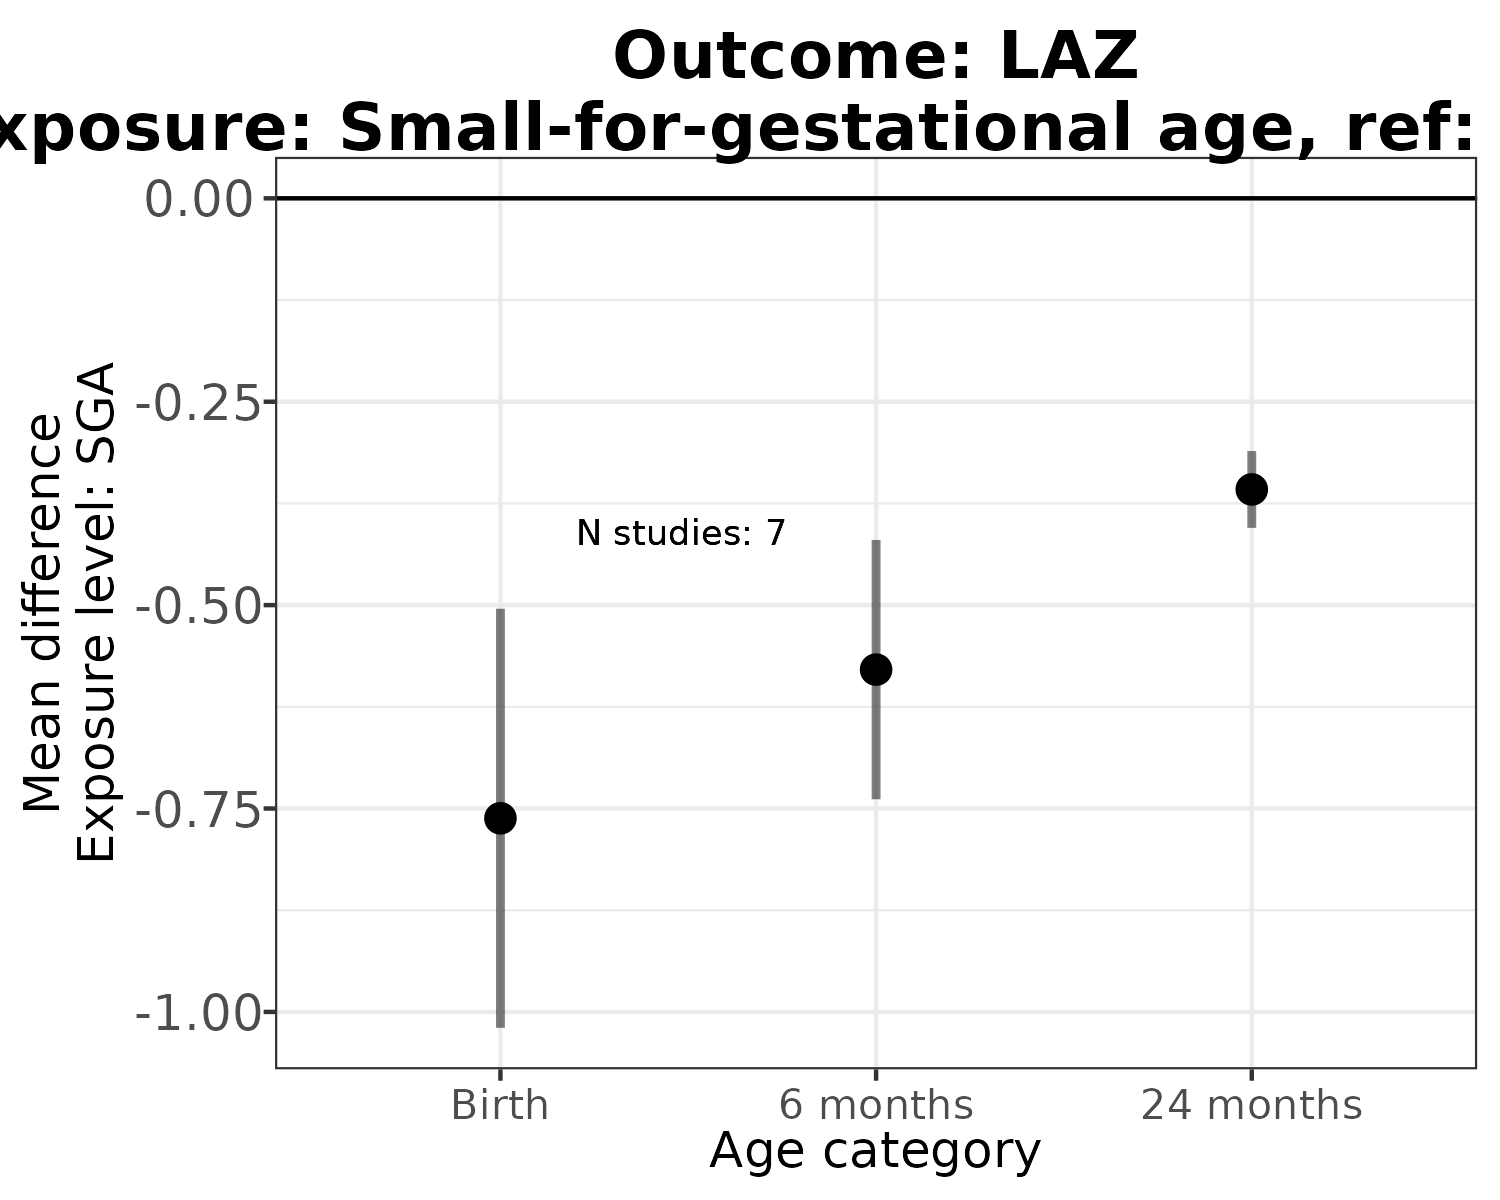 Outcome: LAZ
xposure: Small-for-gestational age, ref:
0.00
-0.25
-0.50
-0.75
-1.00
Mean difference
Exposure level: SGA
N studies: 7
Birth
6 months
24 months
Age category